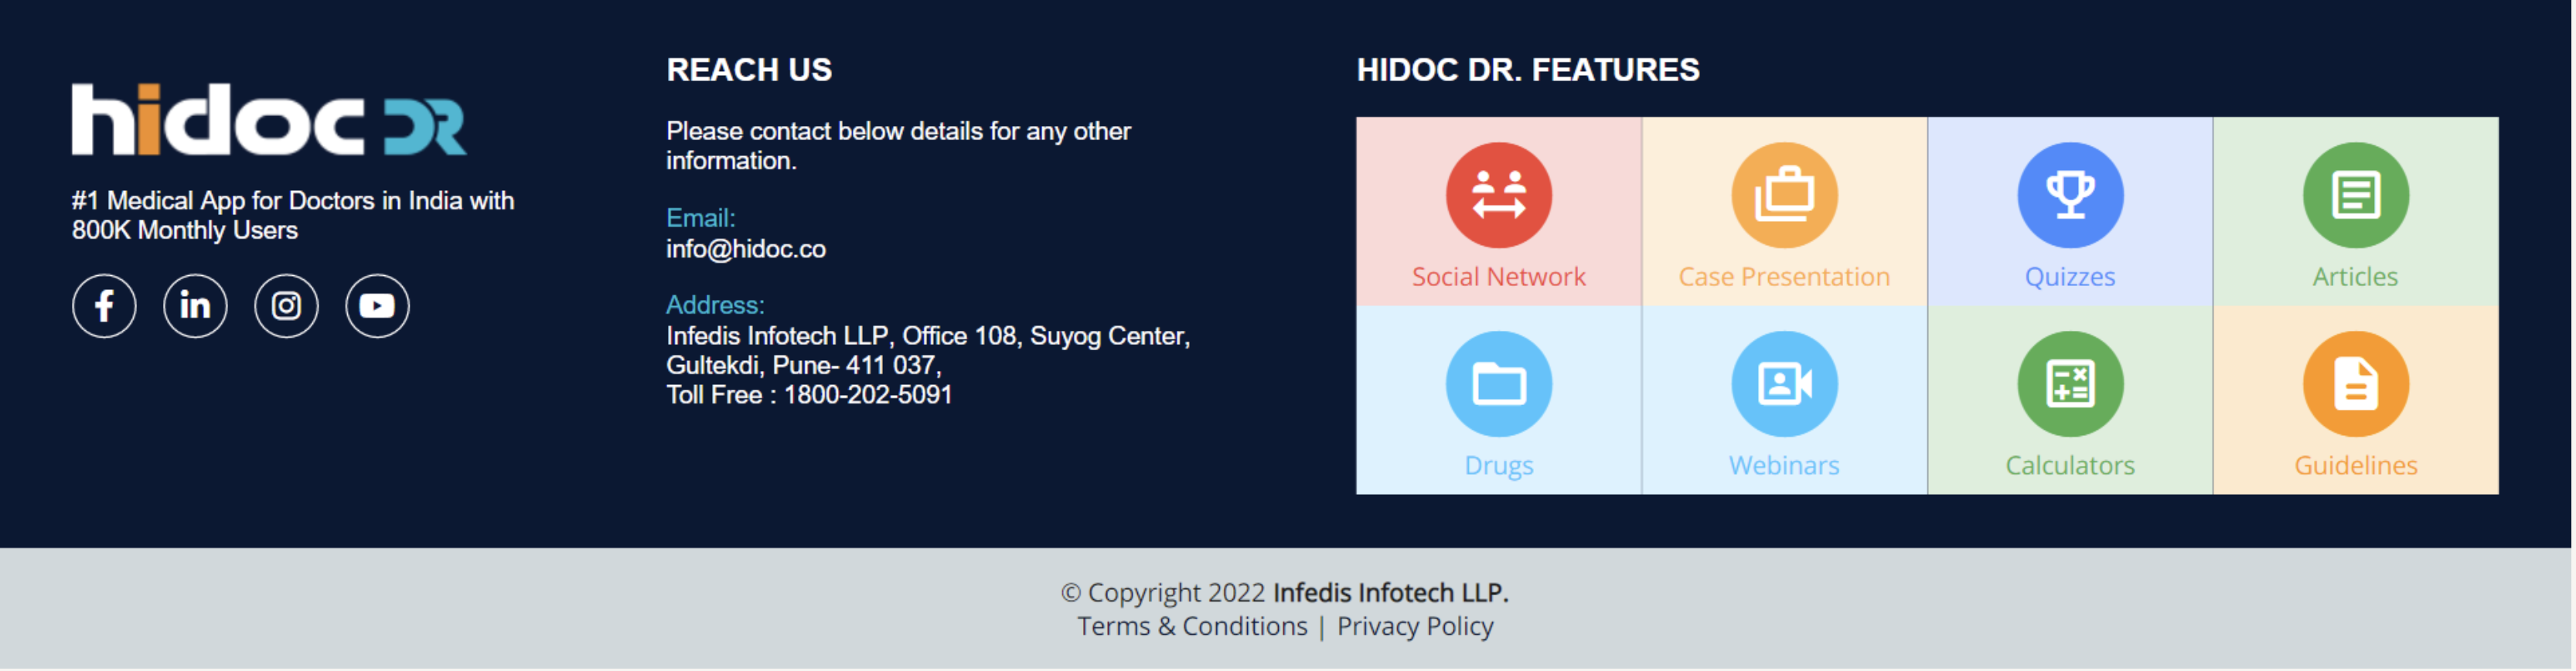 hidoc DR
#1 Medical App for Doctors in India with
800K Monthly Users
REACH US
Please contact below details for any other
information.
Email:
info@hidoc.co
Address:
Infedis Infotech LLP, Office 108, Suyog Center,
Gultekdi, Pune- 411 037,
Toll Free : 1800-202-5091
HIDOC DR. FEATURES
Social Network
Case Presentation
Quizzes
Articles
Drugs
Webinars
Calculators
Guidelines
© Copyright 2022 Infedis Infotech LLP.
Terms & Conditions | Privacy Policy